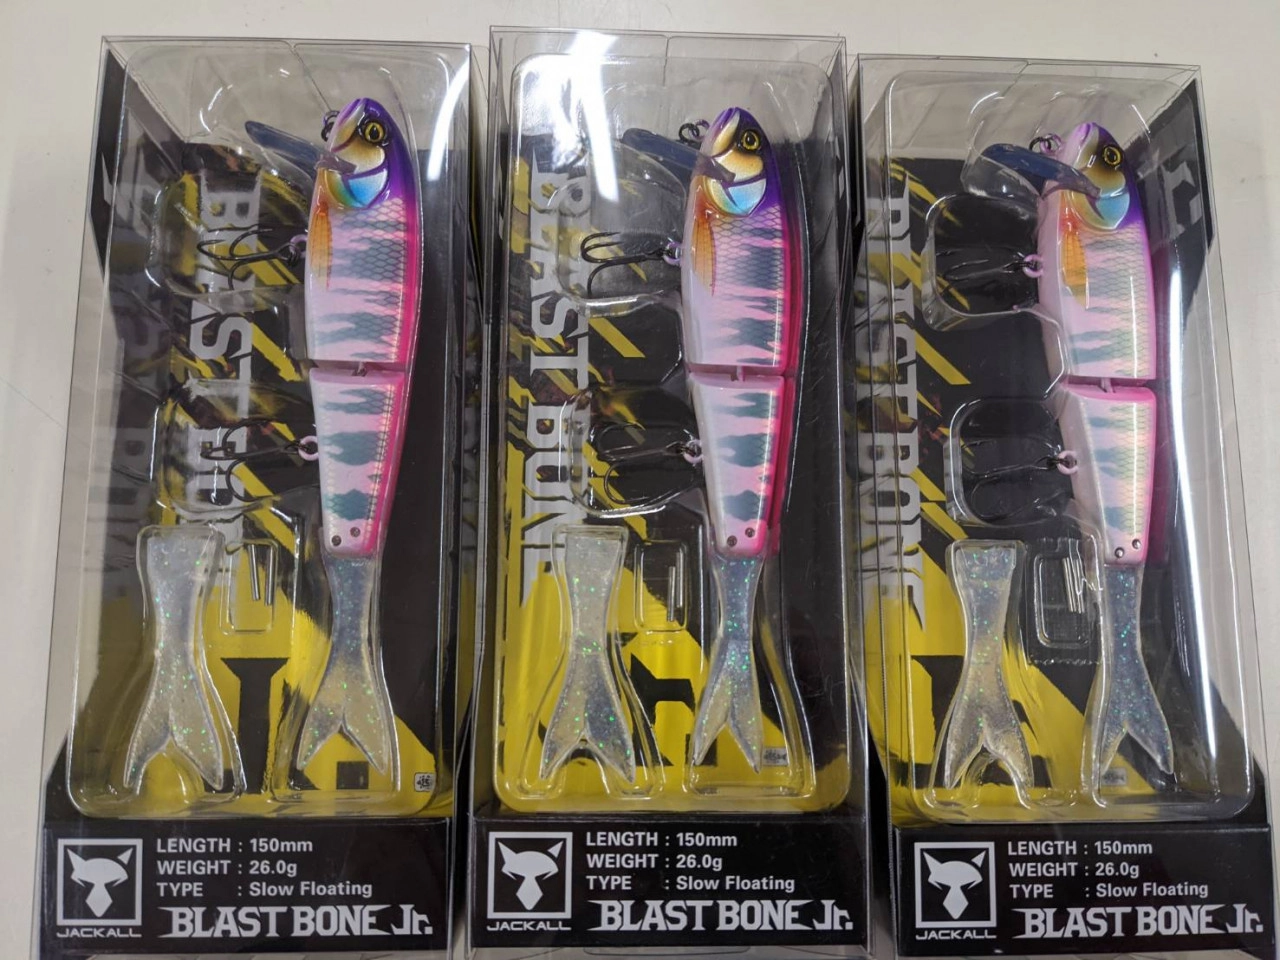 BLAST BONE
BLAST BONE
BLAST BONE
LENGTH : 150mm
WEIGHT : 26.0g
TYPE : Slow Floating
JACKALL
BLAST BONE Jr.
LENGTH : 150mm
WEIGHT : 26.0g
TYPE : Slow Floating
JACKALL
BLAST BONE Jr.
LENGTH : 150mm
WEIGHT : 26.0g
TYPE : Slow Floating
JACKALL
BLAST BONE Jr.